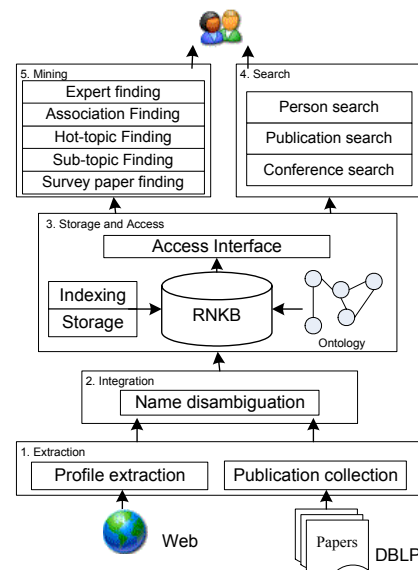 5. Mining
Expert finding
Association Finding
Hot-topic Finding
Sub-topic Finding
Survey paper finding
4. Search
Person search
Publication search
Conference search
3. Storage and Access
Access Interface
Indexing
Storage
RNKB
Ontology
2. Integration
Name disambiguation
1. Extraction
Profile extraction
Publication collection
Web
Papers
DBLP